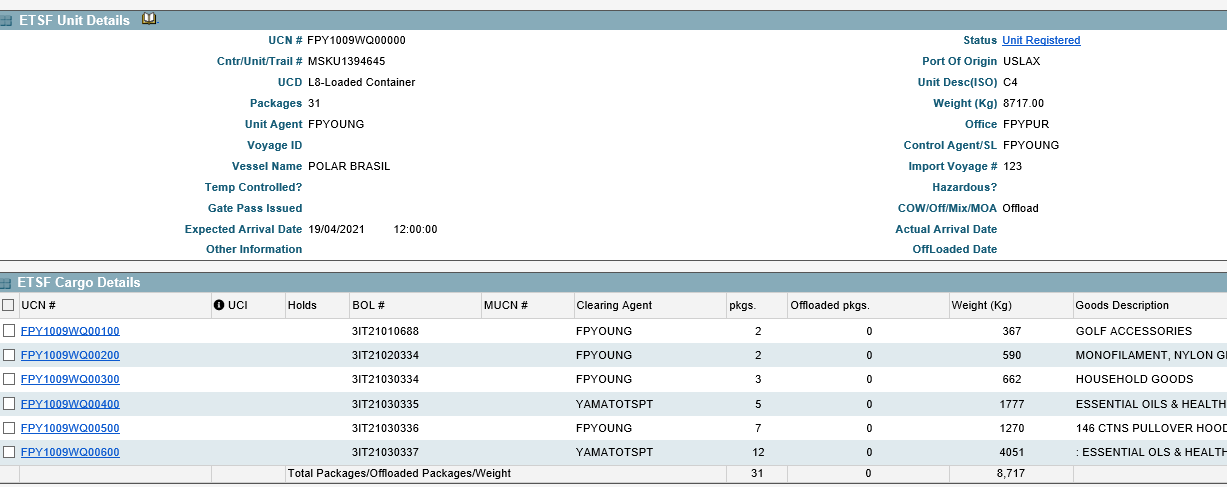 ETSF Unit Details
UCN # FPY1009WQ00000 Status Unit Registered
Cntr/Unit/Trail # MSKU1394645 Port Of Origin USLAX
UCD L8-Loaded Container Unit Desc(ISO) C4
Packages 31 Weight (Kg) 8717.00
Unit Agent FPYOUNG Office FPYPUR
Voyage ID Control Agent/SL FPYOUNG
Vessel Name POLAR BRASIL Import Voyage # 123
Temp Controlled? Hazardous?
Gate Pass Issued COW/Off/Mix/MOA Offload
Expected Arrival Date 19/04/2021 12:00:00 Actual Arrival Date
Other Information OffLoaded Date
ETSF Cargo Details
UCN # UCI Holds BOL # MUCN # Clearing Agent pkgs. Offloaded pkgs. Weight (Kg) Goods Description
FPY1009WQ00100 3IT21010688 FPYOUNG 2 0 367 GOLF ACCESSORIES
FPY1009WQ00200 3IT21020334 FPYOUNG 2 0 590 MONOFILAMENT, NYLON
FPY1009WQ00300 3IT21030334 FPYOUNG 3 0 662 HOUSEHOLD GOODS
FPY1009WQ00400 3IT21030335 YAMATOTSPT 5 0 1777 ESSENTIAL OILS & HEALTH
FPY1009WQ00500 3IT21030336 FPYOUNG 7 0 1270 146 CTNS PULLOVER HOOD
FPY1009WQ00600 3IT21030337 YAMATOTSPT 12 0 4051 : ESSENTIAL OLS & HEALTH
Total Packages/Offloaded Packages/Weight 31 0 8,717